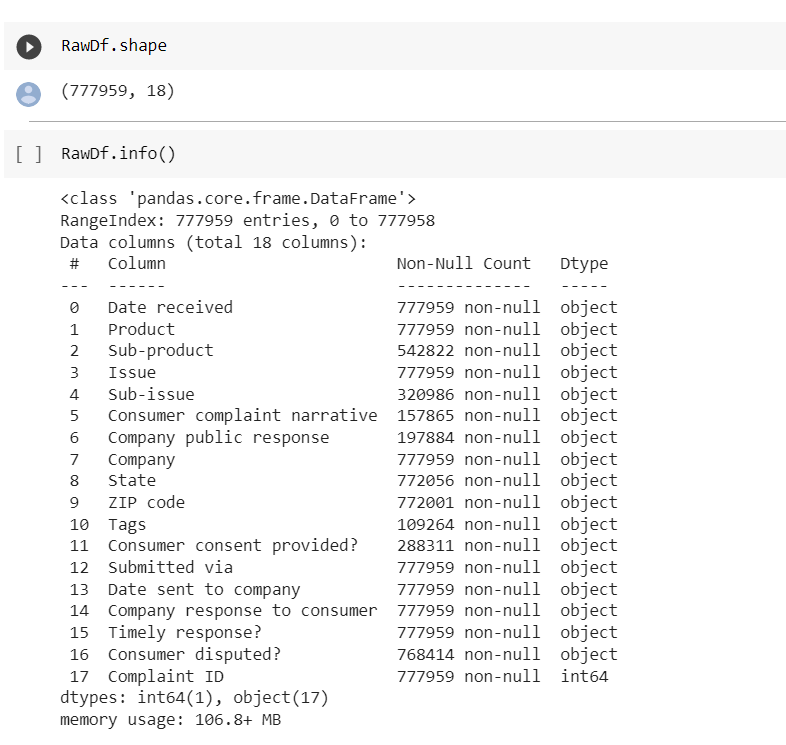 RawDf.shape
(777959, 18)
[ ] RawDf.info()
<class 'pandas.core.frame.DataFrame'>
RangeIndex: 777959 entries, 0 to 777958
Data columns (total 18 columns):
 #   Column                        Non-Null Count   Dtype
---  ------                        --------------   -----
 0   Date received                 777959 non-null  object
 1   Product                       777959 non-null  object
 2   Sub-product                   542822 non-null  object
 3   Issue                         777959 non-null  object
 4   Sub-issue                     320986 non-null  object
 5   Consumer complaint narrative  157865 non-null  object
 6   Company public response       197884 non-null  object
 7   Company                       777959 non-null  object
 8   State                         772056 non-null  object
 9   ZIP code                      772001 non-null  object
 10  Tags                          109264 non-null  object
 11  Consumer consent provided?    288311 non-null  object
 12  Submitted via                 777959 non-null  object
 13  Date sent to company          777959 non-null  object
 14  Company response to consumer  777959 non-null  object
 15  Timely response?              777959 non-null  object
 16  Consumer disputed?            768414 non-null  object
 17  Complaint ID                  777959 non-null  int64
dtypes: int64(1), object(17)
memory usage: 106.8+ MB